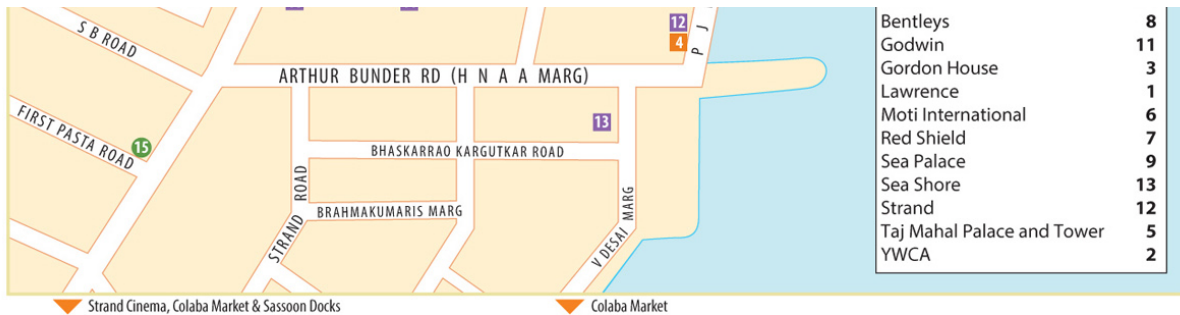 S B ROAD
12
4
P J
ARTHUR BUNDER RD (H N A A MARG)
FIRST PASTA ROAD
15
13
BHASKARRAO KARGUTKAR ROAD
STRAND ROAD
BRAHMAKUMARIS MARG
V DESAI MARG
Strand Cinema, Colaba Market & Sassoon Docks
Colaba Market
Bentleys 8
Godwin 11
Gordon House 3
Lawrence 1
Moti International 6
Red Shield 7
Sea Palace 9
Sea Shore 13
Strand 12
Taj Mahal Palace and Tower 5
YWCA 2